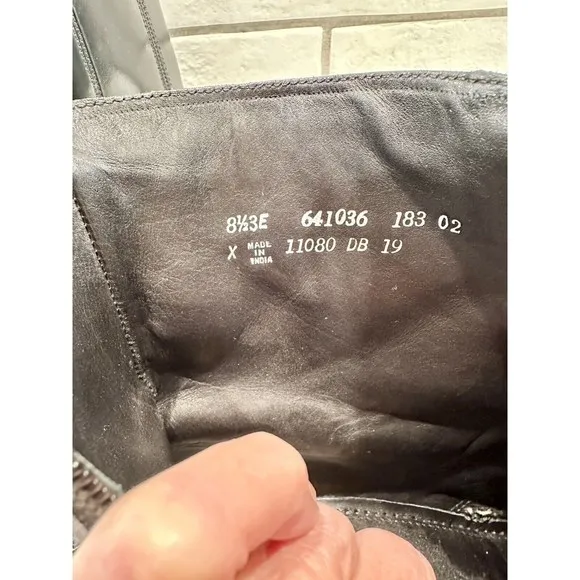 8½3E 641036 183 02
X MADE IN INDIA 11080 DB 19